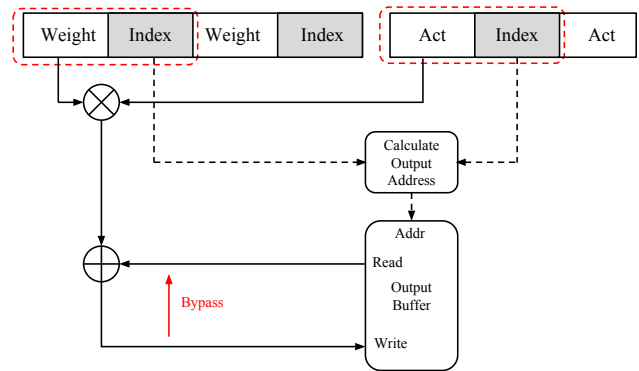 Weight Index Weight Index Act Index Act
Calculate
Output
Address
Addr
Read
Output
Buffer
Bypass
Write